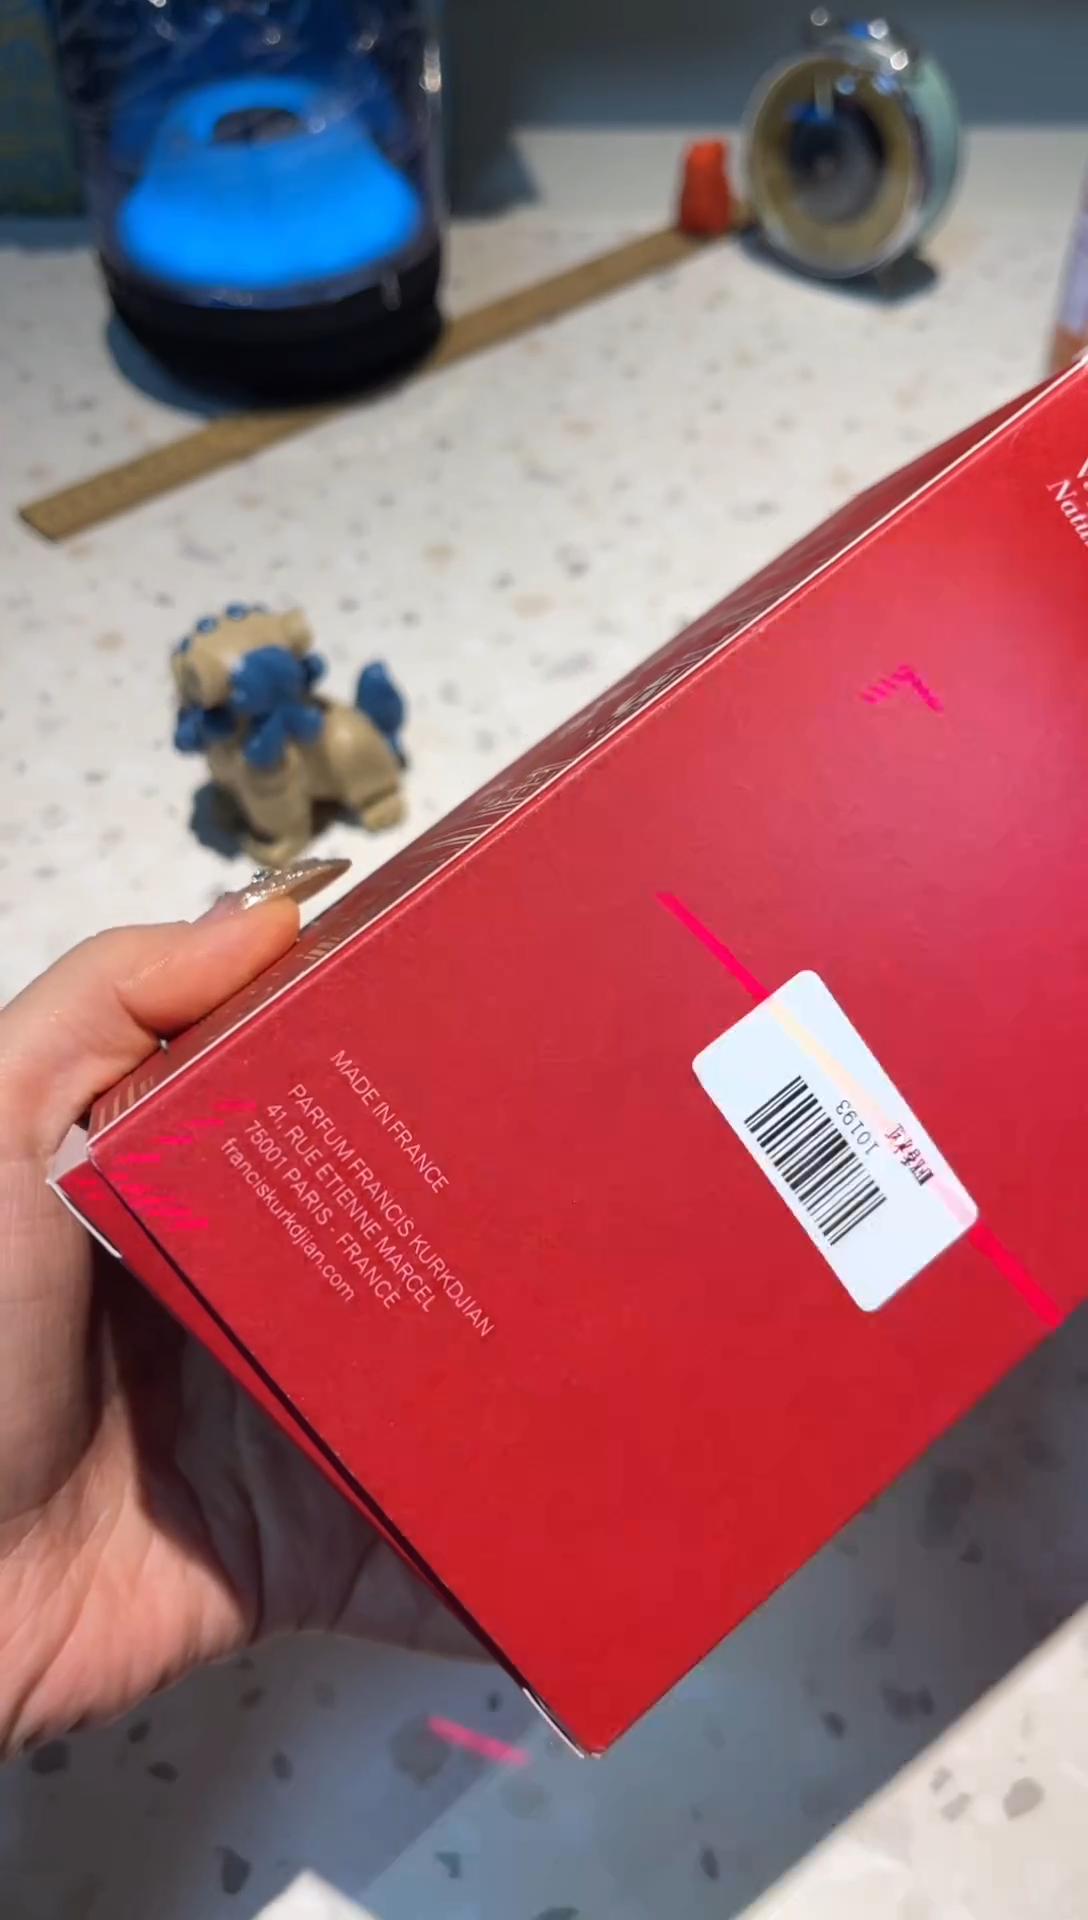 MADE IN FRANCE
PARFUM FRANCIS KURKDJIAN
41, RUE ETIENNE MARCEL
75001 PARIS - FRANCE
franciskurkdjian.com
10193